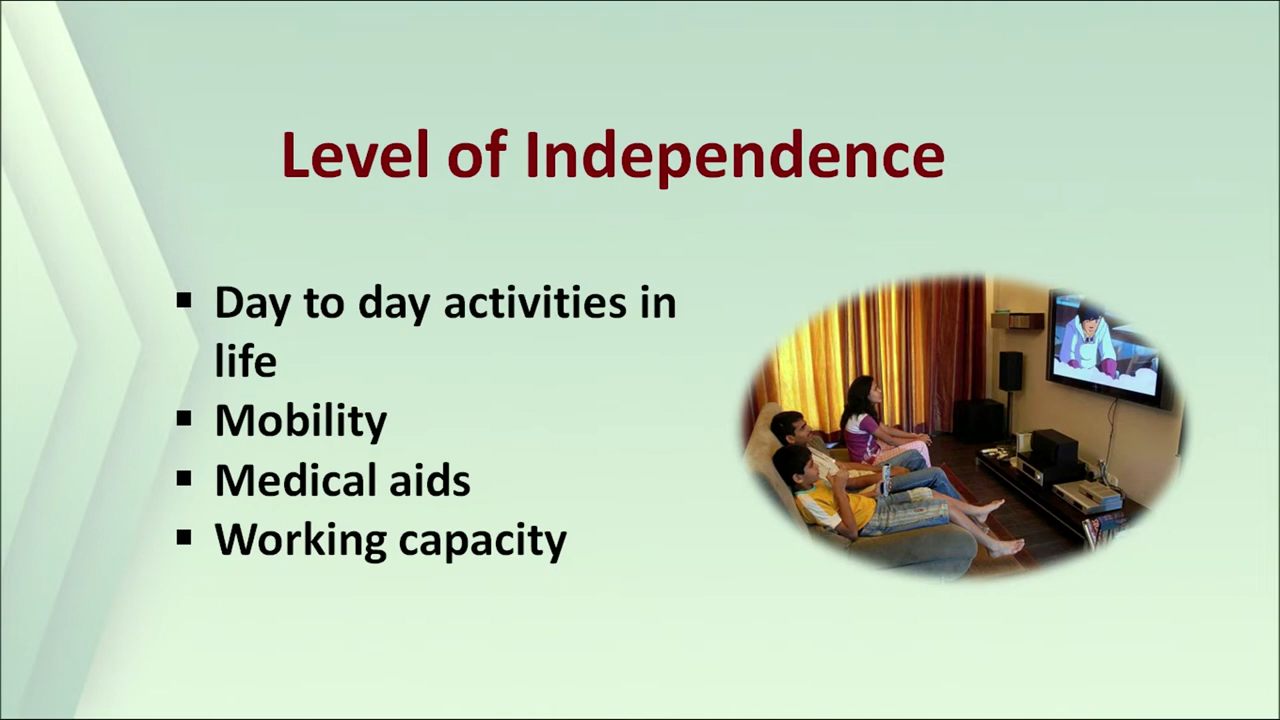 Level of Independence
▪ Day to day activities in
life
▪ Mobility
▪ Medical aids
▪ Working capacity